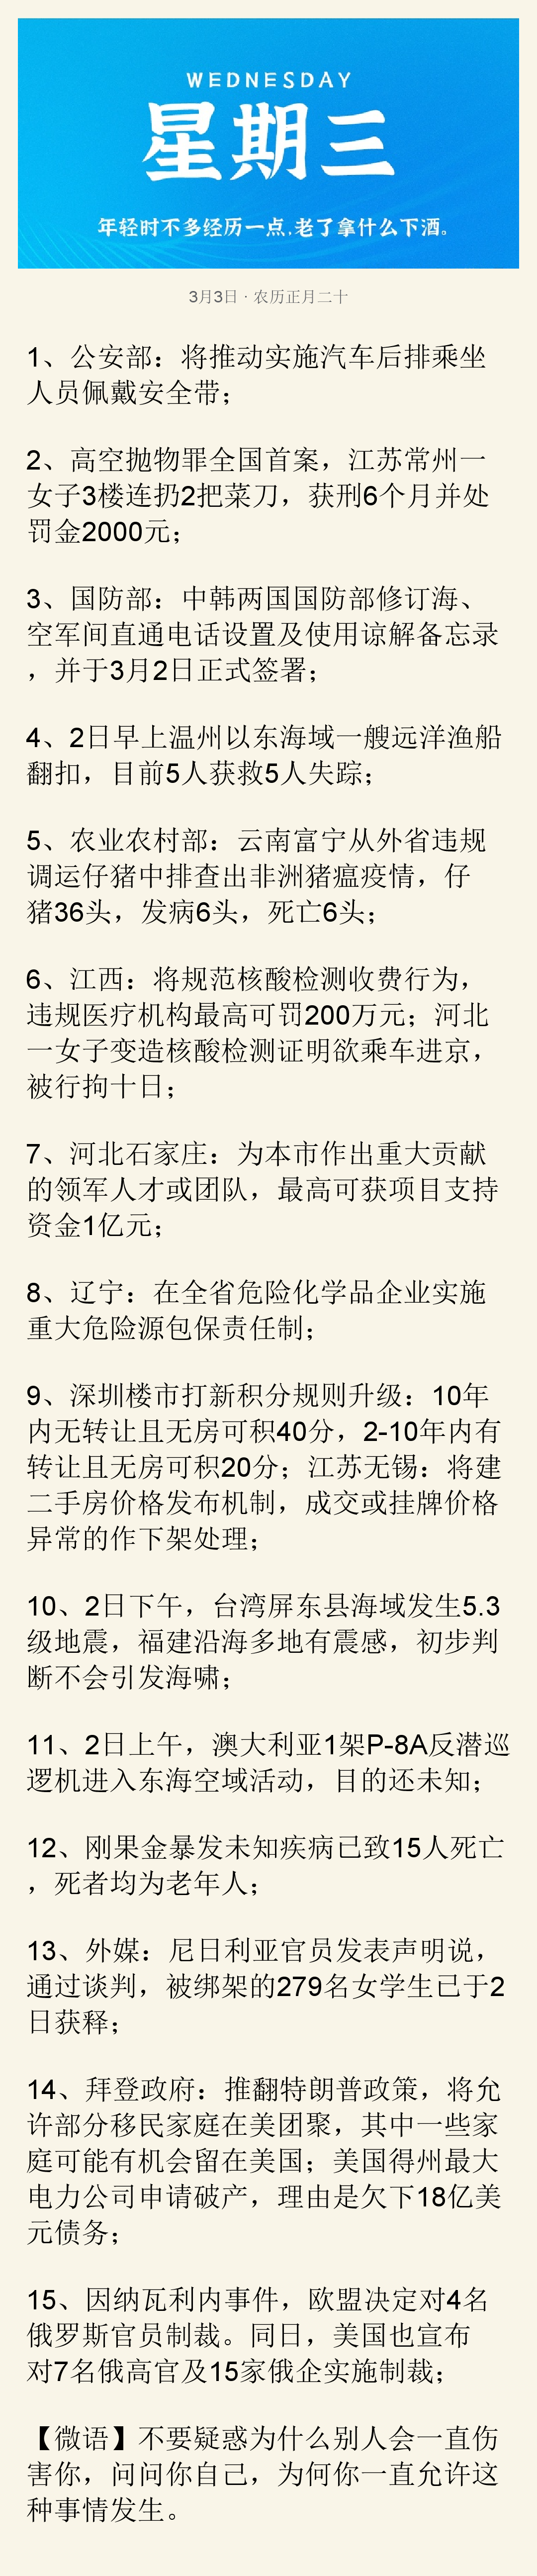 WEDNESDAY
星期三
年轻时不多经历一点,老了拿什么下酒。
3月3日 · 农历正月二十
1、公安部：将推动实施汽车后排乘坐
人员佩戴安全带；
2、高空抛物罪全国首案，江苏常州一
女子3楼连扔2把菜刀，获刑6个月并处
罚金2000元；
3、国防部：中韩两国国防部修订海、
空军间直通电话设置及使用谅解备忘录
，并于3月2日正式签署；
4、2日早上温州以东海域一艘远洋渔船
翻扣，目前5人获救5人失踪；
5、农业农村部：云南富宁从外省违规
调运仔猪中排查出非洲猪瘟疫情，仔
猪36头，发病6头，死亡6头；
6、江西：将规范核酸检测收费行为，
违规医疗机构最高可罚200万元；河北
一女子变造核酸检测证明欲乘车进京，
被行拘十日；
7、河北石家庄：为本市作出重大贡献
的领军人才或团队，最高可获项目支持
资金1亿元；
8、辽宁：在全省危险化学品企业实施
重大危险源包保责任制；
9、深圳楼市打新积分规则升级：10年
内无转让且无房可积40分，2-10年内有
转让且无房可积20分；江苏无锡：将建
二手房价格发布机制，成交或挂牌价格
异常的作下架处理；
10、2日下午，台湾屏东县海域发生5.3
级地震，福建沿海多地有震感，初步判
断不会引发海啸；
11、2日上午，澳大利亚1架P-8A反潜巡
逻机进入东海空域活动，目的还未知；
12、刚果金暴发未知疾病已致15人死亡
，死者均为老年人；
13、外媒：尼日利亚官员发表声明说，
通过谈判，被绑架的279名女学生已于2
日获释；
14、拜登政府：推翻特朗普政策，将允
许部分移民家庭在美团聚，其中一些家
庭可能有机会留在美国；美国得州最大
电力公司申请破产，理由是欠下18亿美
元债务；
15、因纳瓦利内事件，欧盟决定对4名
俄罗斯官员制裁。同日，美国也宣布
对7名俄高官及15家俄企实施制裁；
【微语】不要疑惑为什么别人会一直伤
害你，问问你自己，为何你一直允许这
种事情发生。